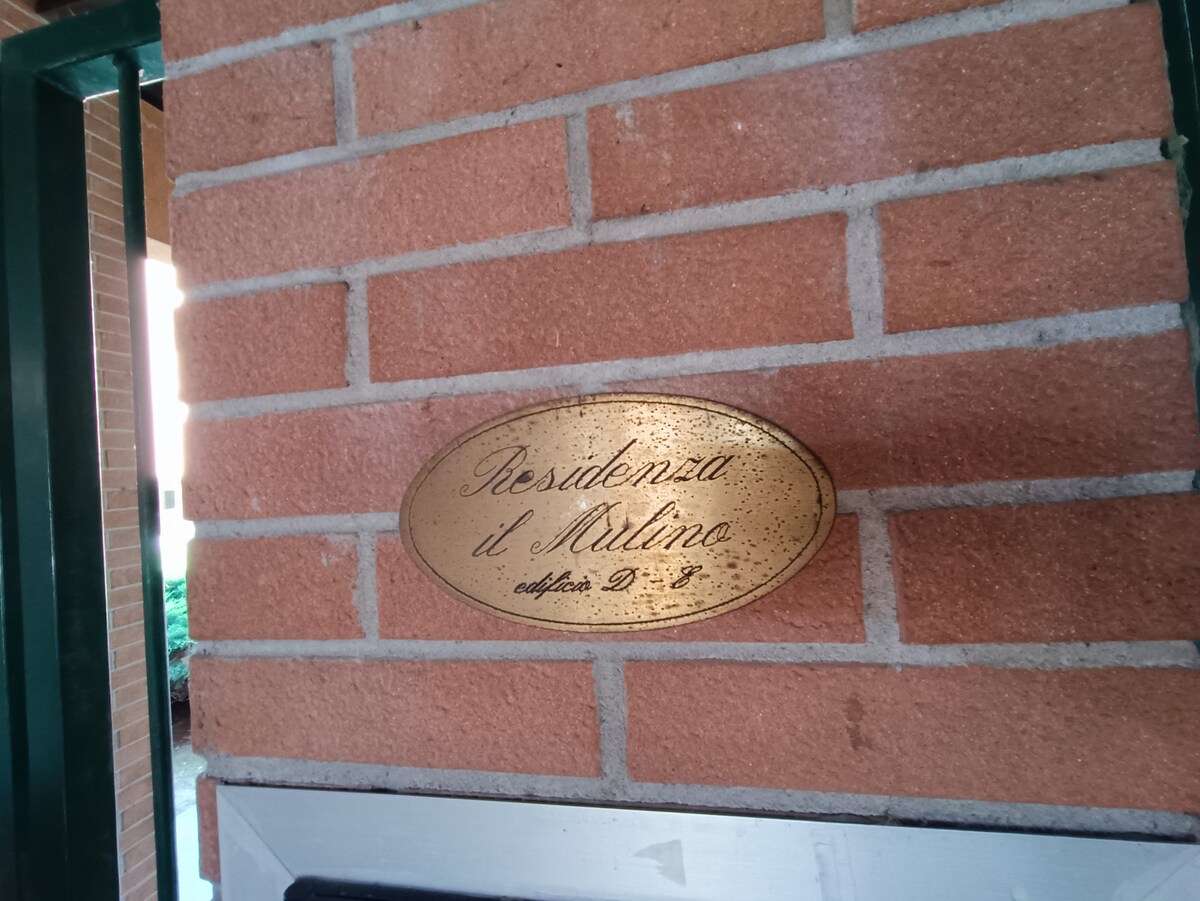 Residenza
il Mulino
edificio D - E